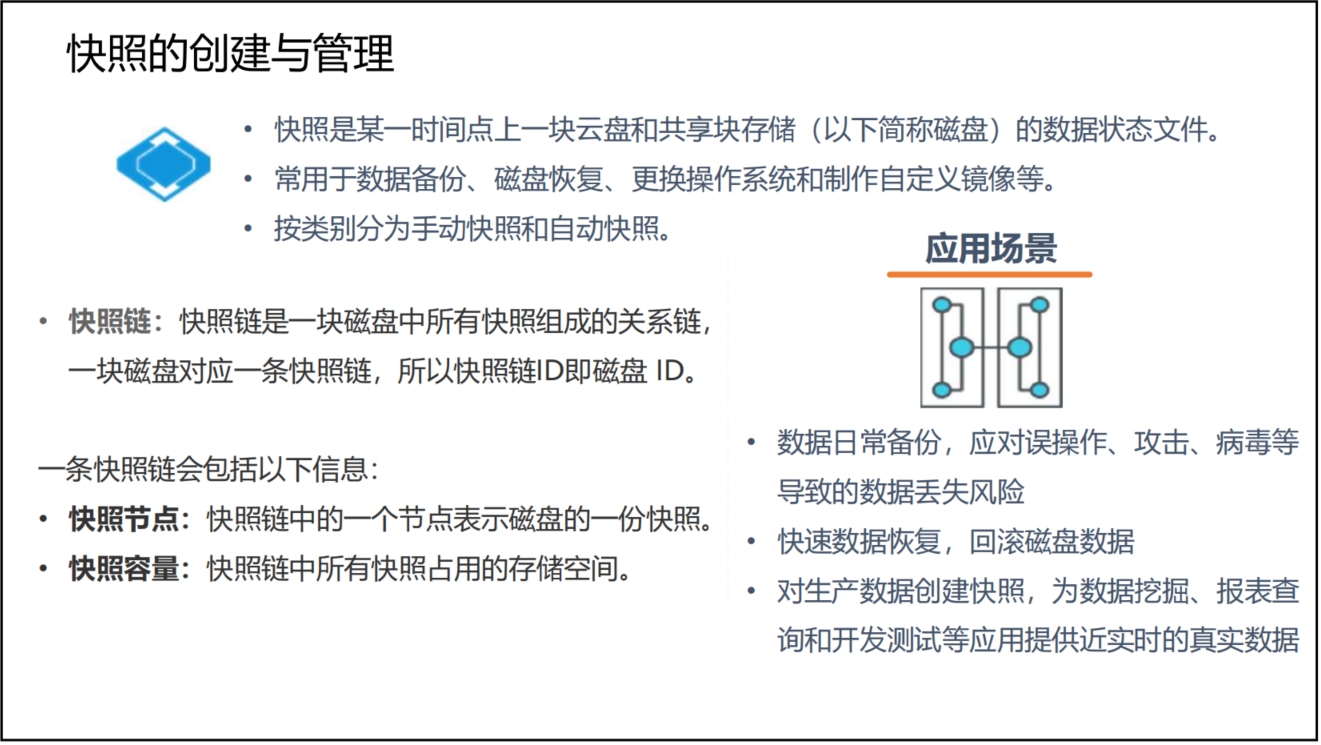 快照的创建与管理
• 快照是某一时间点上一块云盘和共享块存储（以下简称磁盘）的数据状态文件。
• 常用于数据备份、磁盘恢复、更换操作系统和制作自定义镜像等。
• 按类别分为手动快照和自动快照。
• 快照链：快照链是一块磁盘中所有快照组成的关系链，
一块磁盘对应一条快照链，所以快照链ID即磁盘 ID。
一条快照链会包括以下信息：
• 快照节点：快照链中的一个节点表示磁盘的一份快照。
• 快照容量：快照链中所有快照占用的存储空间。
应用场景
• 数据日常备份，应对误操作、攻击、病毒等
导致的数据丢失风险
• 快速数据恢复，回滚磁盘数据
• 对生产数据创建快照，为数据挖掘、报表查
询和开发测试等应用提供近实时的真实数据